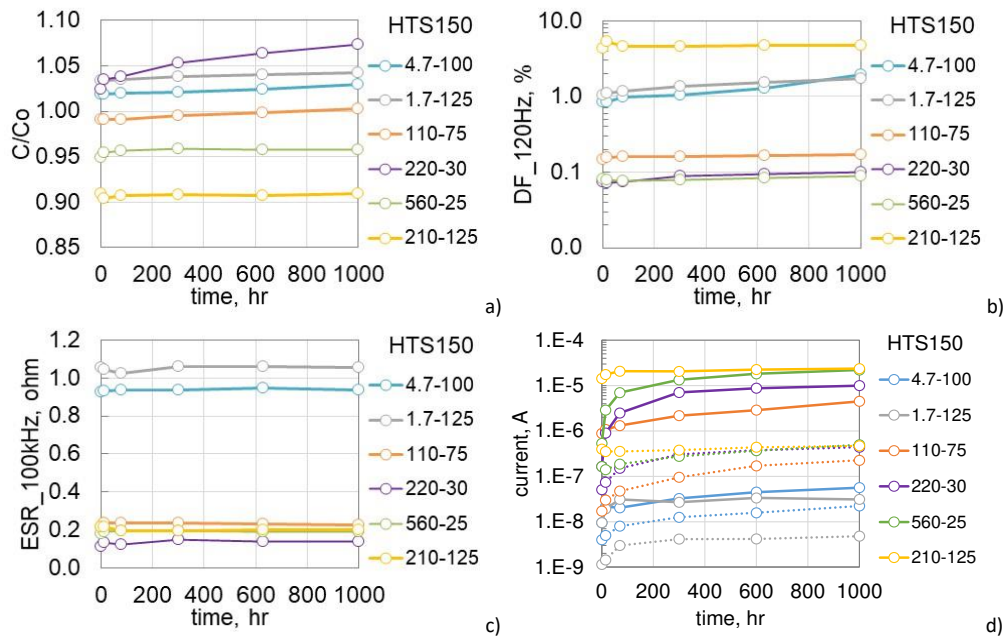 HTS150
1.10
1.05
1.00
0.95
0.90
0.85
C/Co
0 200 400 600 800 1000
time, hr
4.7-100
1.7-125
110-75
220-30
560-25
210-125
a)
HTS150
10.0
1.0
0.1
0.0
DF_120Hz, %
0 200 400 600 800 1000
time, hr
4.7-100
1.7-125
110-75
220-30
560-25
210-125
b)
HTS150
1.2
1.0
0.8
0.6
0.4
0.2
0.0
ESR_100kHz, ohm
0 200 400 600 800 1000
time, hr
4.7-100
1.7-125
110-75
220-30
560-25
210-125
c)
HTS150
1.E-4
1.E-5
1.E-6
1.E-7
1.E-8
1.E-9
current, A
0 200 400 600 800 1000
time, hr
4.7-100
1.7-125
110-75
220-30
560-25
210-125
d)